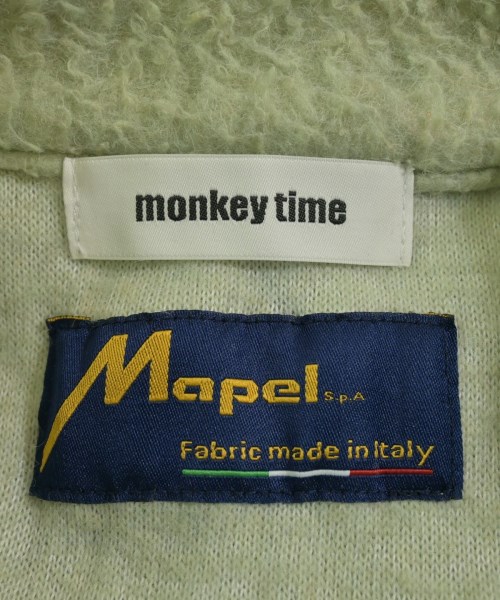 monkey time
Mapel S.p.A
Fabric made in Italy